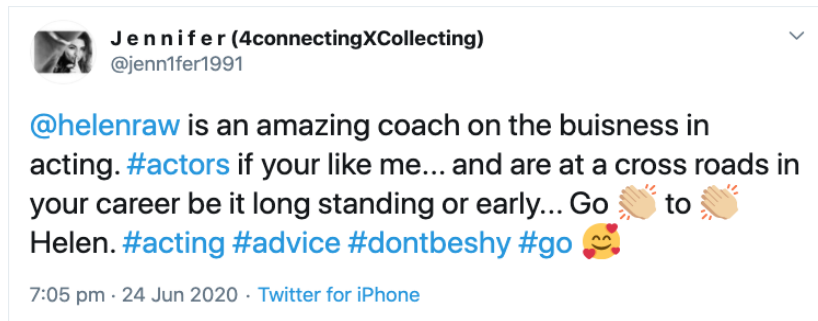 J e n n i f e r (4connectingXCollecting)
@jenn1fer1991
@helenraw is an amazing coach on the buisness in
acting. #actors if your like me... and are at a cross roads in
your career be it long standing or early... Go 👏🏼 to 👏🏼
Helen. #acting #advice #dontbeshy #go 🥰
7:05 pm · 24 Jun 2020 · Twitter for iPhone